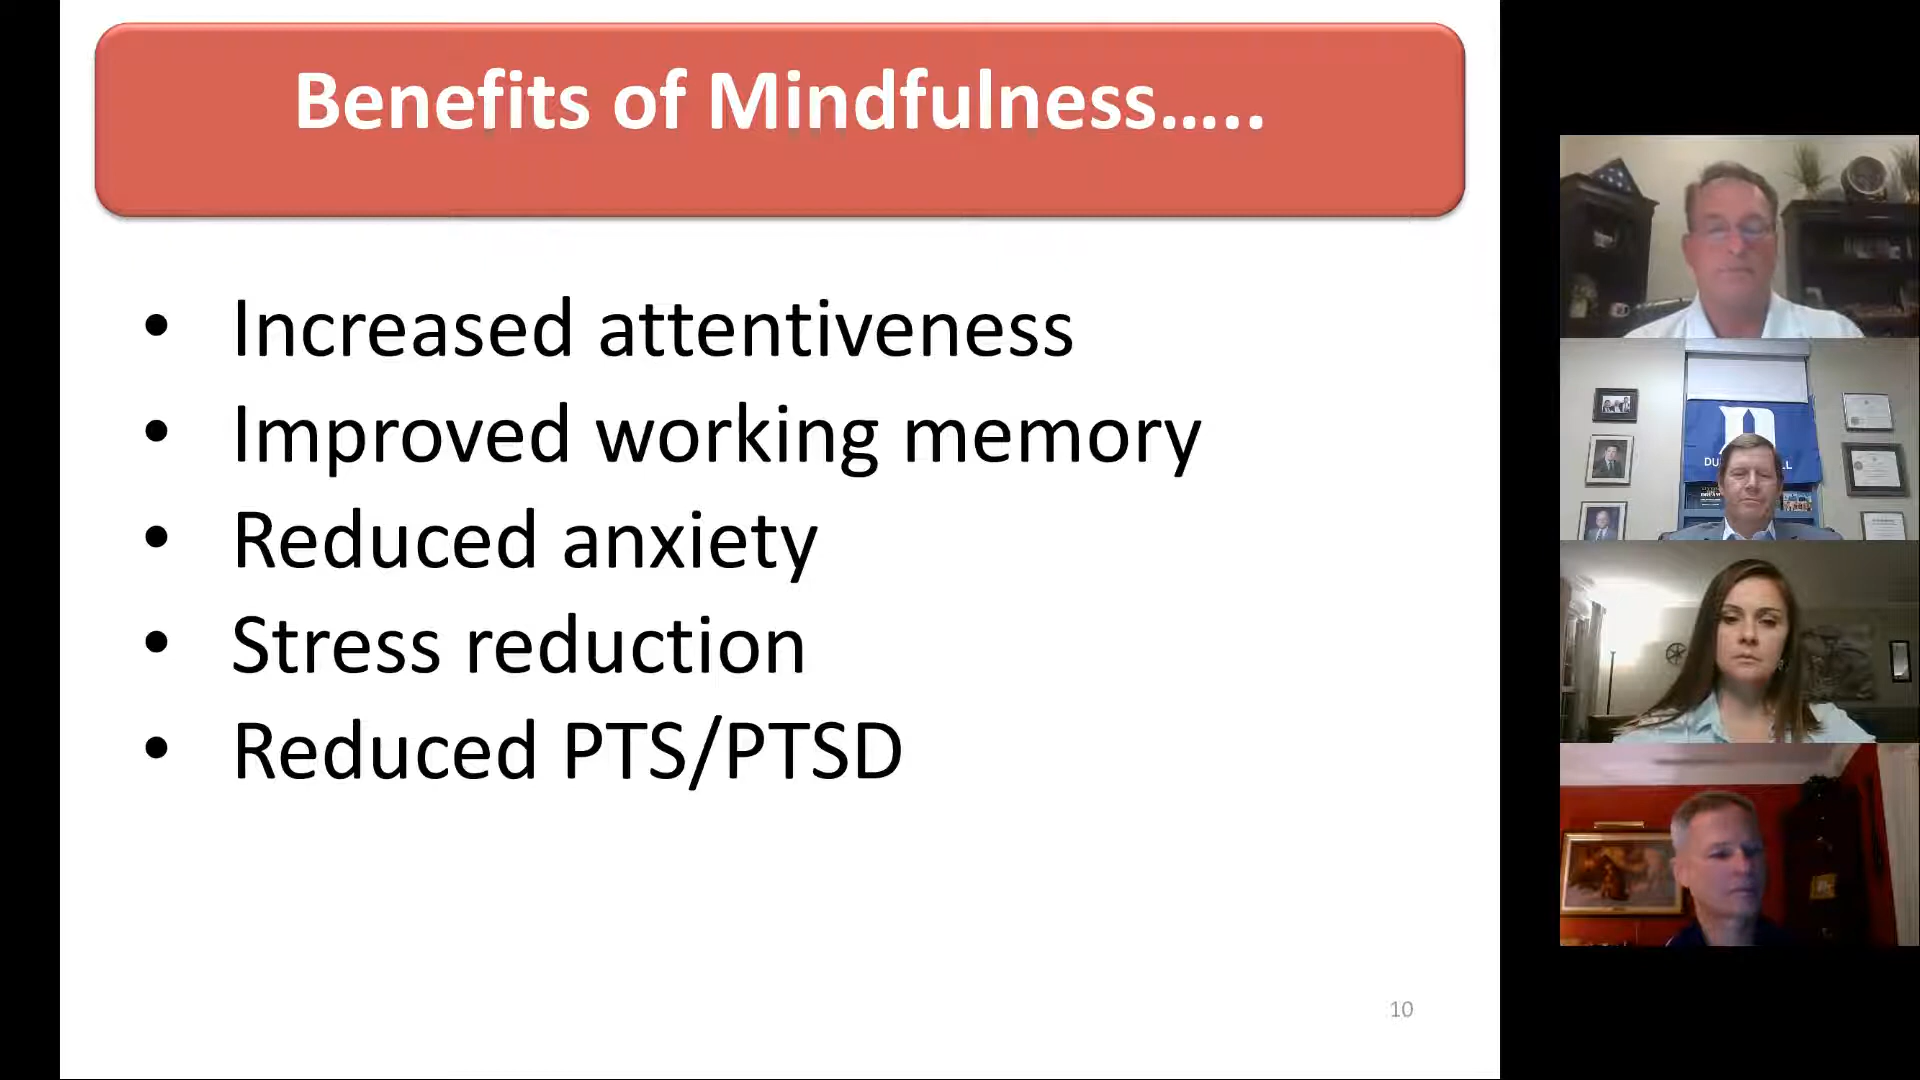 Benefits of Mindfulness…..
• Increased attentiveness
• Improved working memory
• Reduced anxiety
• Stress reduction
• Reduced PTS/PTSD
10